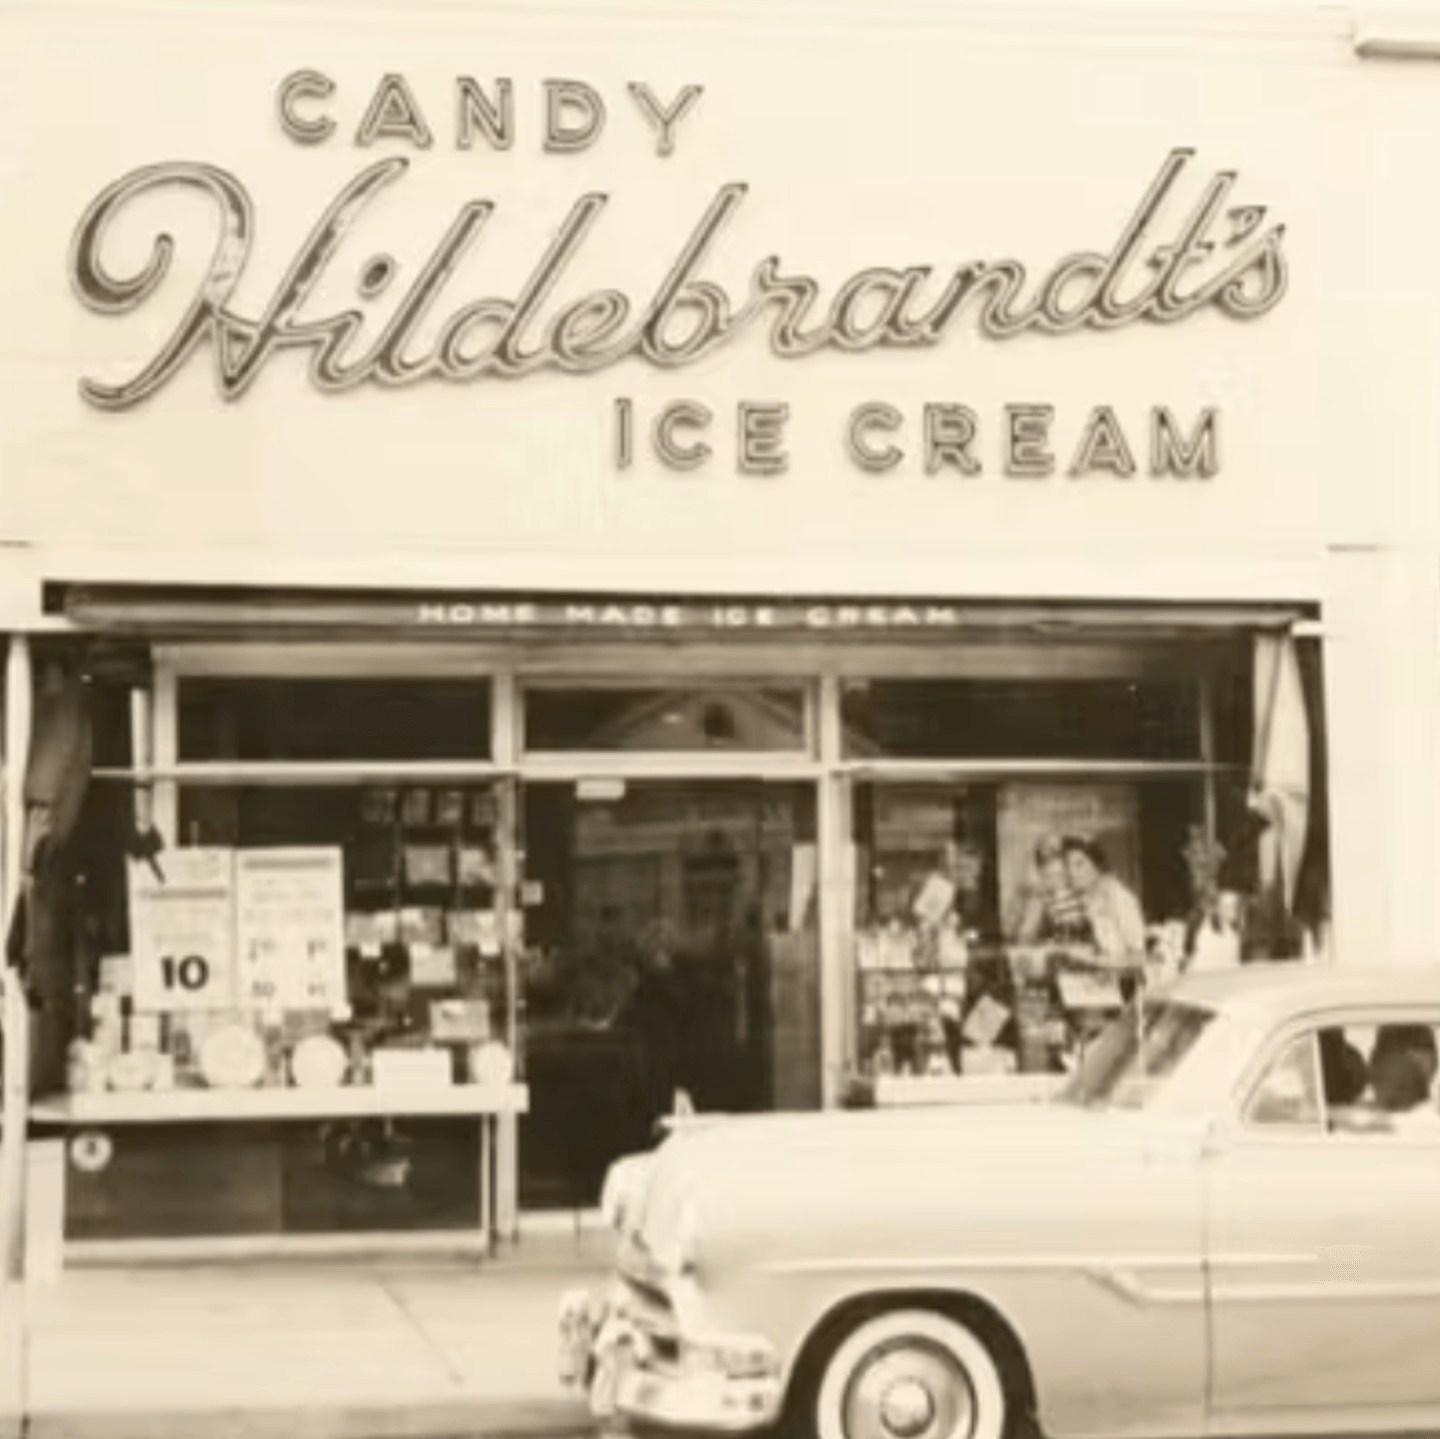 CANDY
Hildebrandt's
ICE CREAM
HOME MADE ICE CREAM
10